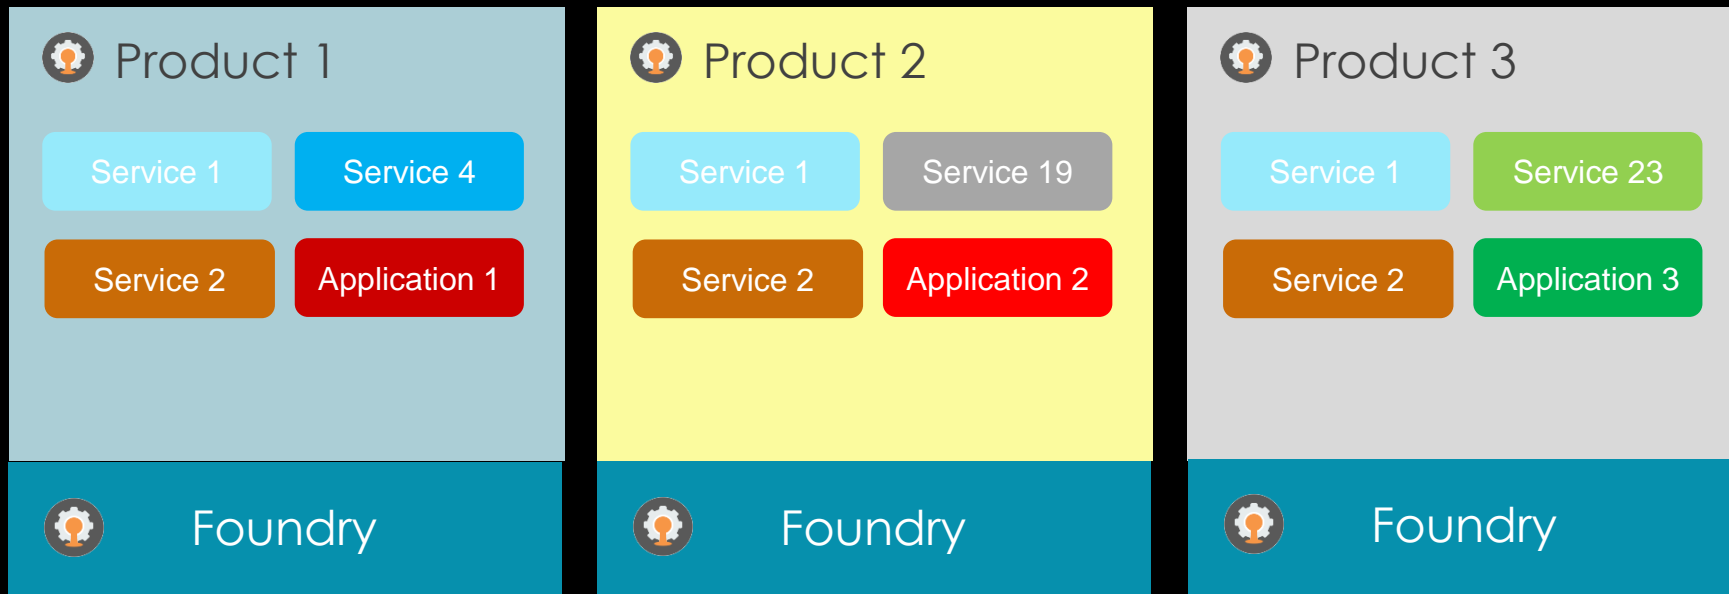 Product 1
Service 1
Service 4
Service 2
Application 1
Foundry
Product 2
Service 1
Service 19
Service 2
Application 2
Foundry
Product 3
Service 1
Service 23
Service 2
Application 3
Foundry